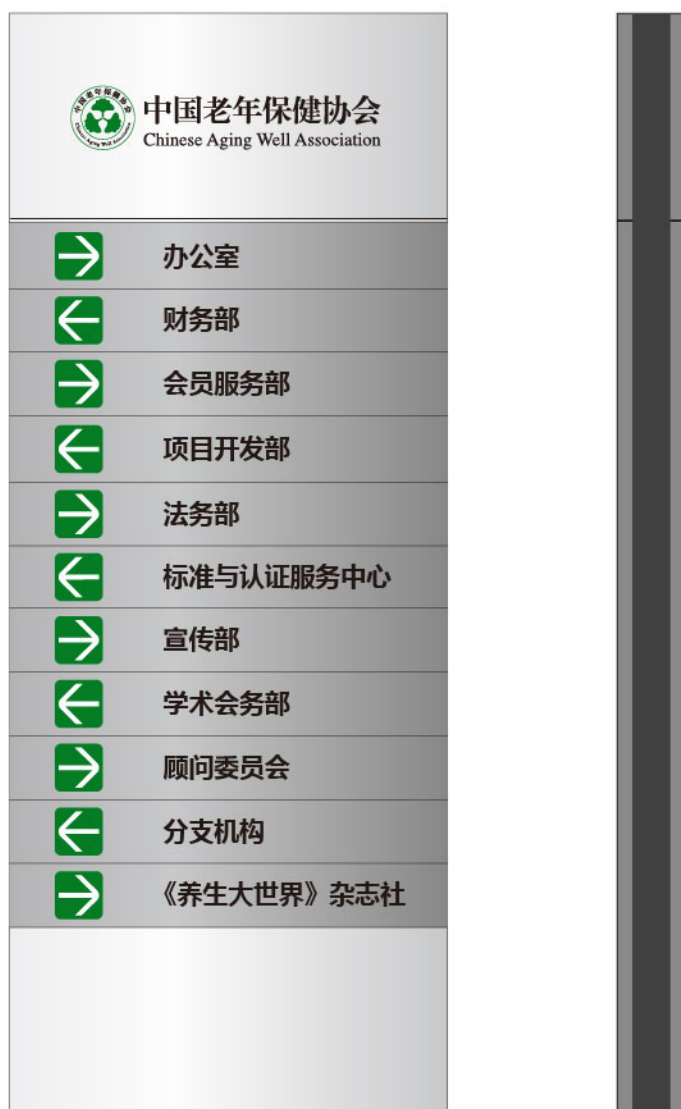 中国老年保健协会
Chinese Aging Well Association
办公室
财务部
会员服务部
项目开发部
法务部
标准与认证服务中心
宣传部
学术会务部
顾问委员会
分支机构
《养生大世界》杂志社